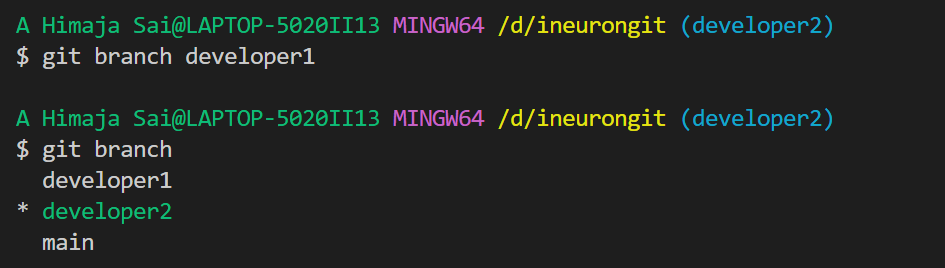 A Himaja Sai@LAPTOP-5020II13 MINGW64 /d/ineurongit (developer2)
$ git branch developer1
A Himaja Sai@LAPTOP-5020II13 MINGW64 /d/ineurongit (developer2)
$ git branch
developer1
* developer2
main